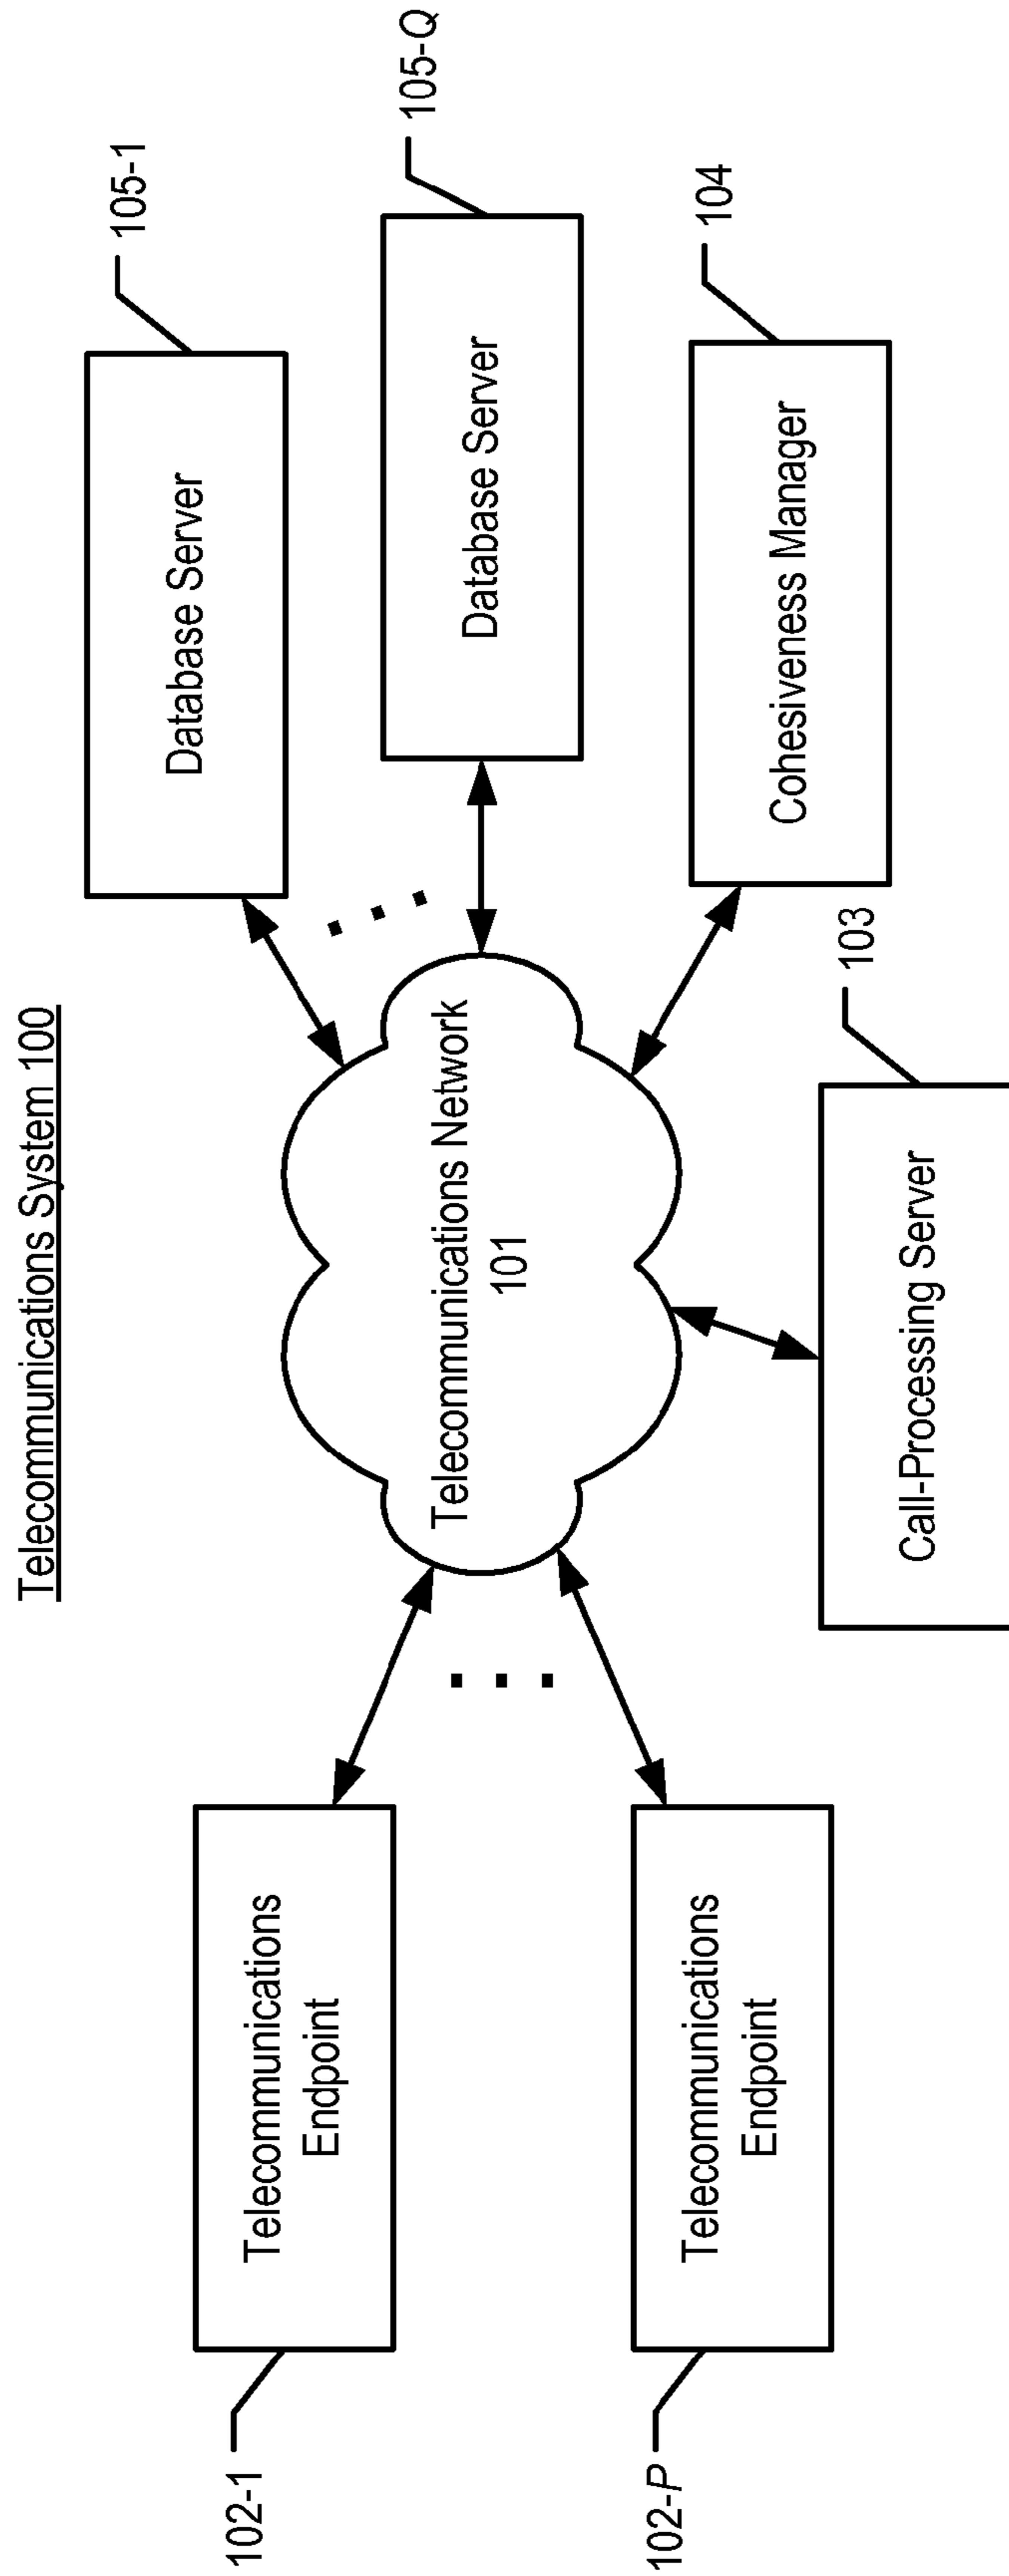 Telecommunications System 100
102-1
Telecommunications
Endpoint
102-P
Telecommunications
Endpoint
Telecommunications Network
101
Database Server
105-1
Database Server
105-Q
Cohesiveness Manager
104
Call-Processing Server
103